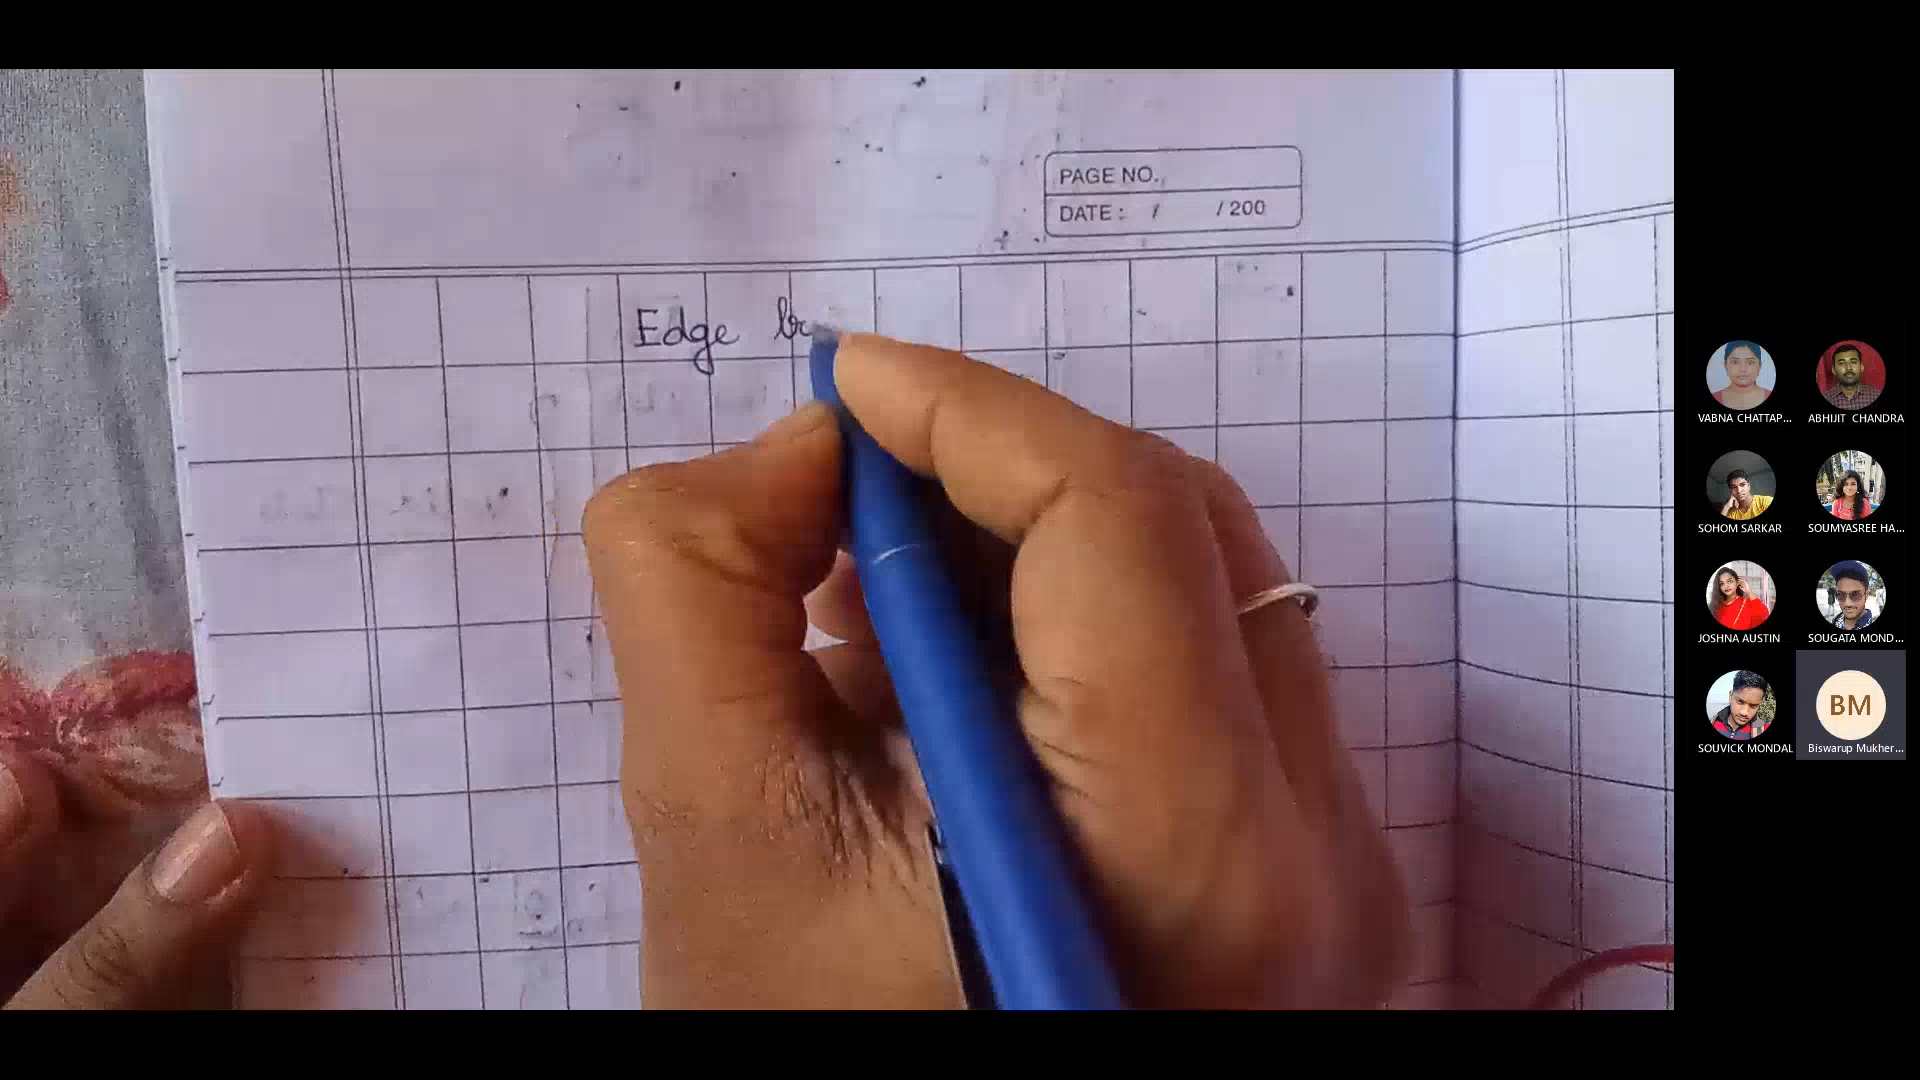 PAGE NO.
DATE : / / 200
Edge
VABNA CHATTAP...
ABHIJIT CHANDRA
SOHOM SARKAR
SOUMYASREE HA...
JOSHNA AUSTIN
SOUGATA MOND...
SOUVICK MONDAL
BM
Biswarup Mukher...